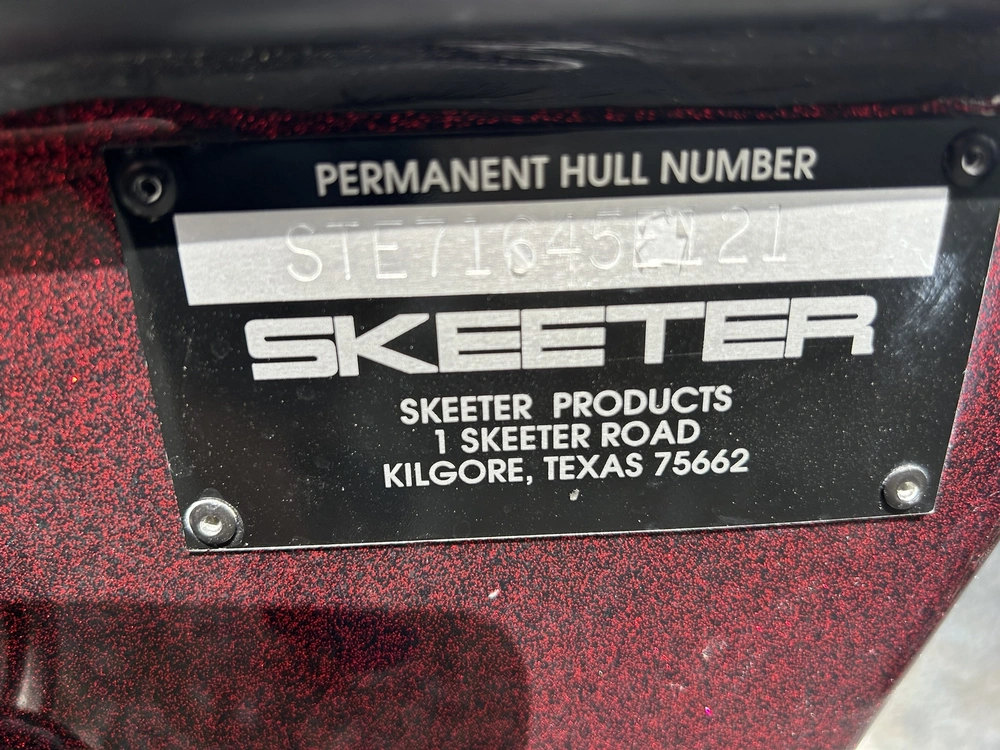 PERMANENT HULL NUMBER
STE71645E121
SKEETER
SKEETER PRODUCTS
1 SKEETER ROAD
KILGORE, TEXAS 75662